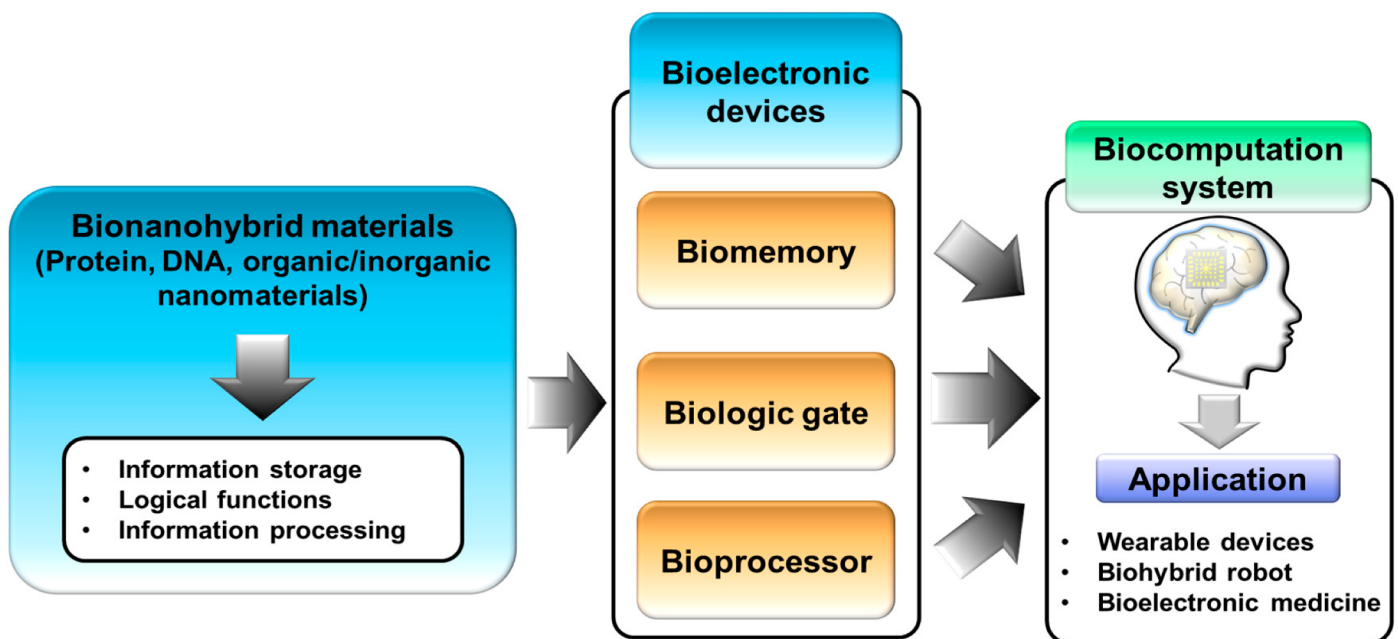 Bionanohybrid materials
(Protein, DNA, organic/inorganic
nanomaterials)
• Information storage
• Logical functions
• Information processing
Bioelectronic
devices
Biomemory
Biologic gate
Bioprocessor
Biocomputation
system
Application
• Wearable devices
• Biohybrid robot
• Bioelectronic medicine